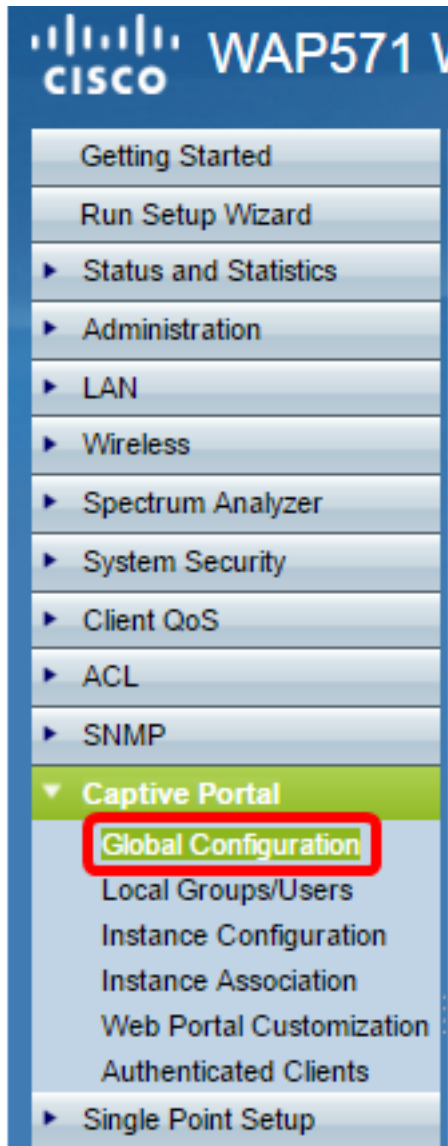 CISCO WAP571
Getting Started
Run Setup Wizard
Status and Statistics
Administration
LAN
Wireless
Spectrum Analyzer
System Security
Client QoS
ACL
SNMP
Captive Portal
Global Configuration
Local Groups/Users
Instance Configuration
Instance Association
Web Portal Customization
Authenticated Clients
Single Point Setup